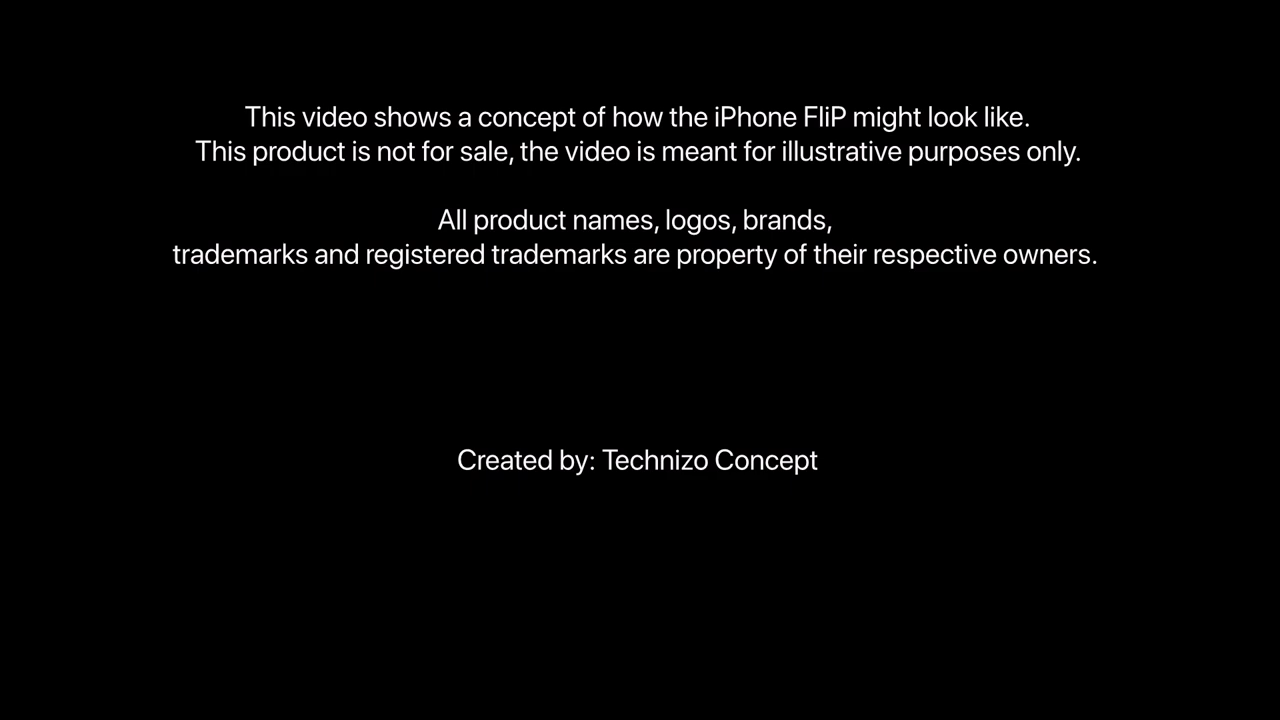 This video shows a concept of how the iPhone FliP might look like.
This product is not for sale, the video is meant for illustrative purposes only.
All product names, logos, brands,
trademarks and registered trademarks are property of their respective owners.
Created by: Technizo Concept